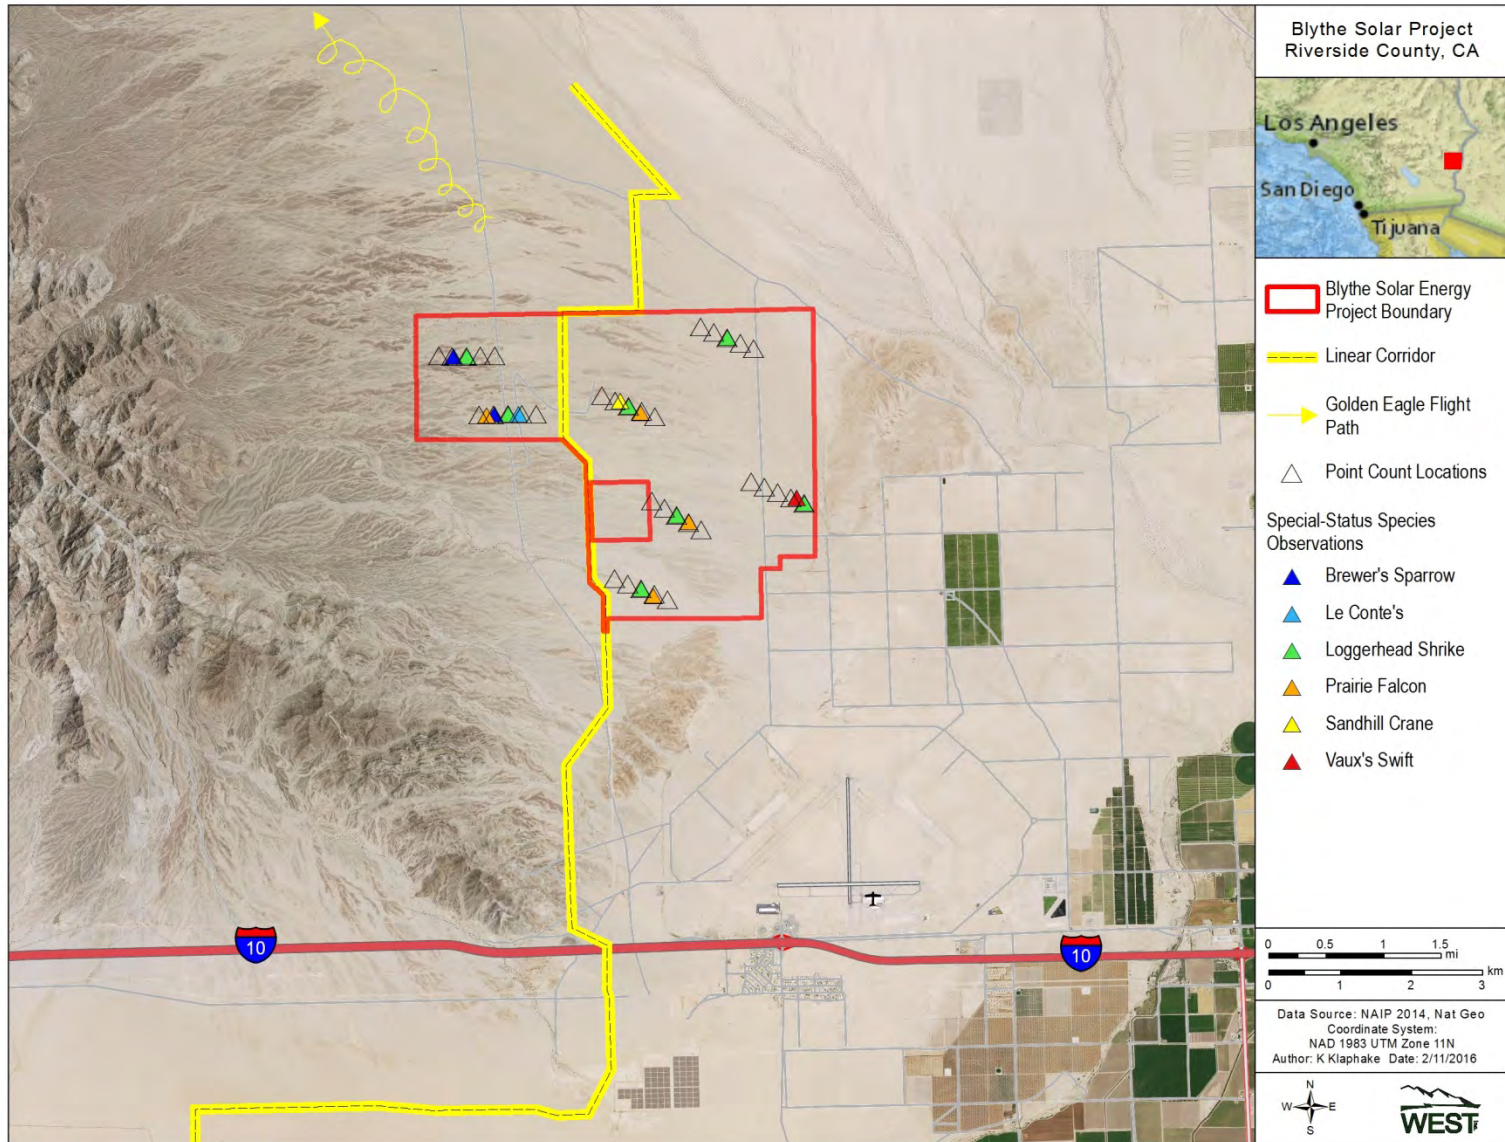 Blythe Solar Project
Riverside County, CA
Los Angeles
San Diego
Tijuana
Blythe Solar Energy
Project Boundary
Linear Corridor
Golden Eagle Flight
Path
Point Count Locations
Special-Status Species
Observations
Brewer's Sparrow
Le Conte's
Loggerhead Shrike
Prairie Falcon
Sandhill Crane
Vaux's Swift
10
10
0 0.5 1 1.5
mi
km
0 1 2 3
Data Source: NAIP 2014, Nat Geo
Coordinate System:
NAD 1983 UTM Zone 11N
Author: K Klaphake Date: 2/11/2016
N
W E
S
WEST